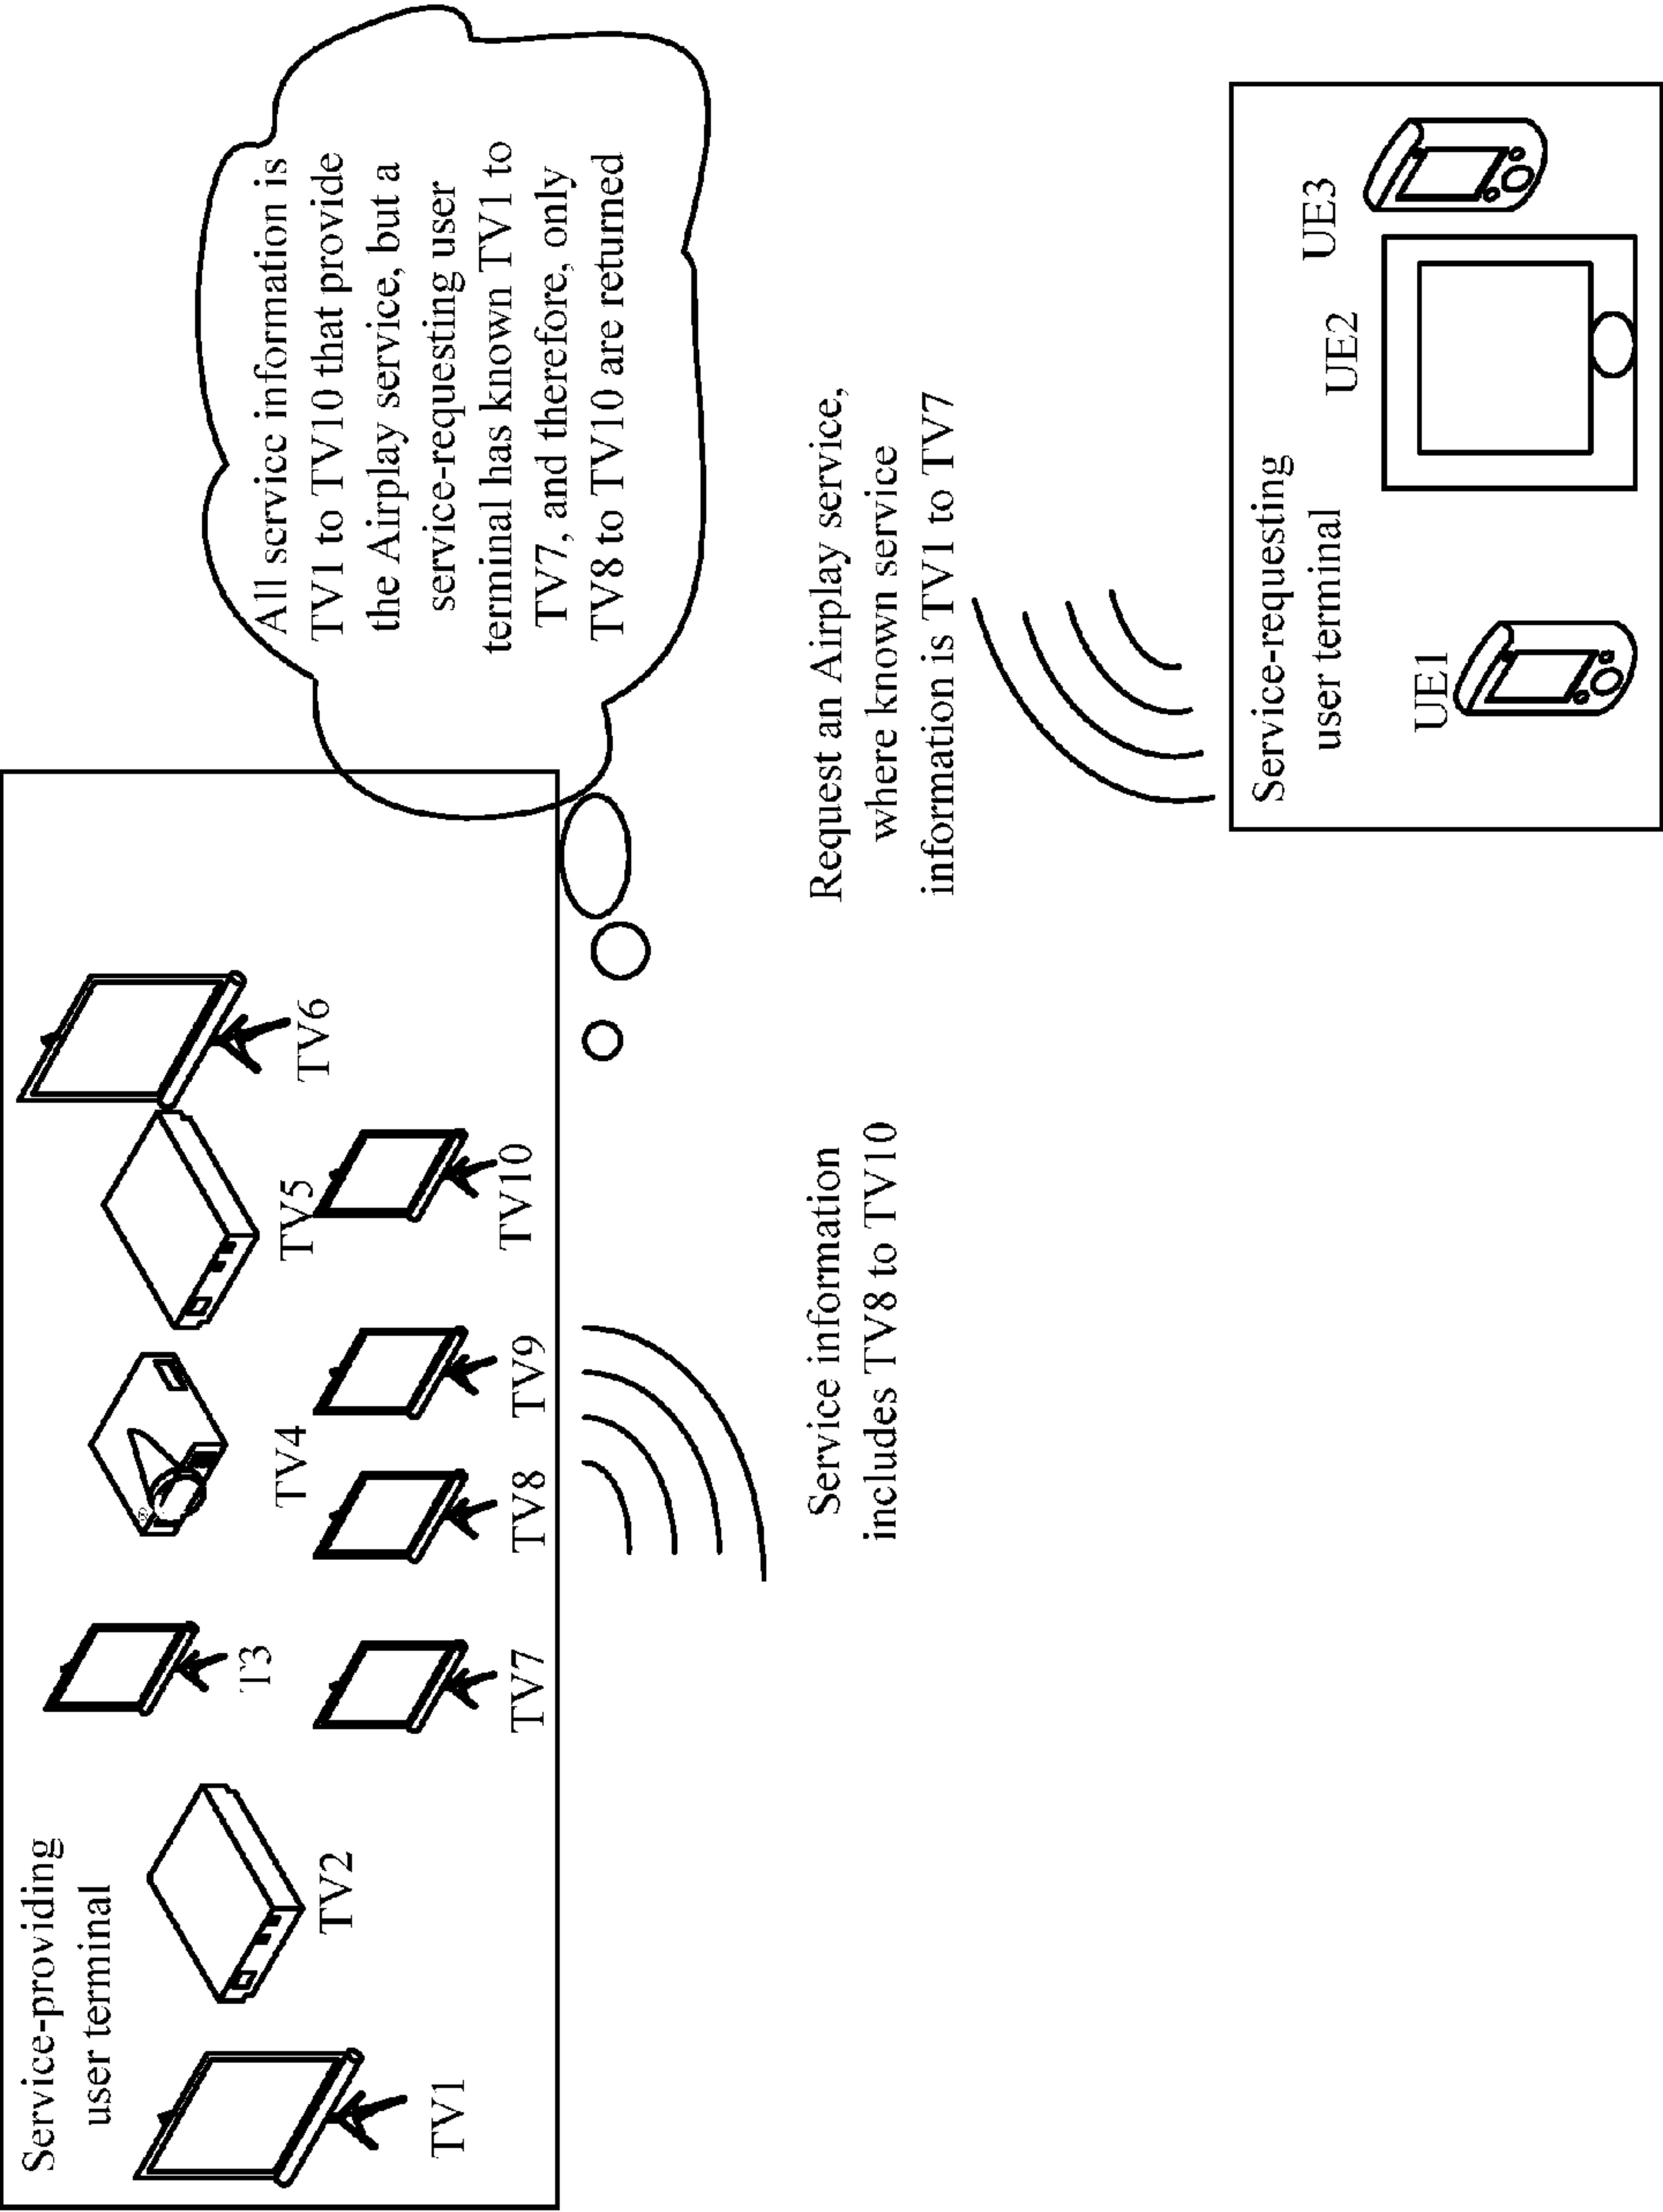 Service-providing
user terminal
TV1
TV2
T3
TV4
TV5
TV6
TV7
TV8
TV9
TV10
All service information is
TV1 to TV10 that provide
the Airplay service, but a
service-requesting user
terminal has known TV1 to
TV7, and therefore, only
TV8 to TV10 are returned
Service information
includes TV8 to TV10
Request an Airplay service,
where known service
information is TV1 to TV7
Service-requesting
user terminal
UE1
UE2
UE3